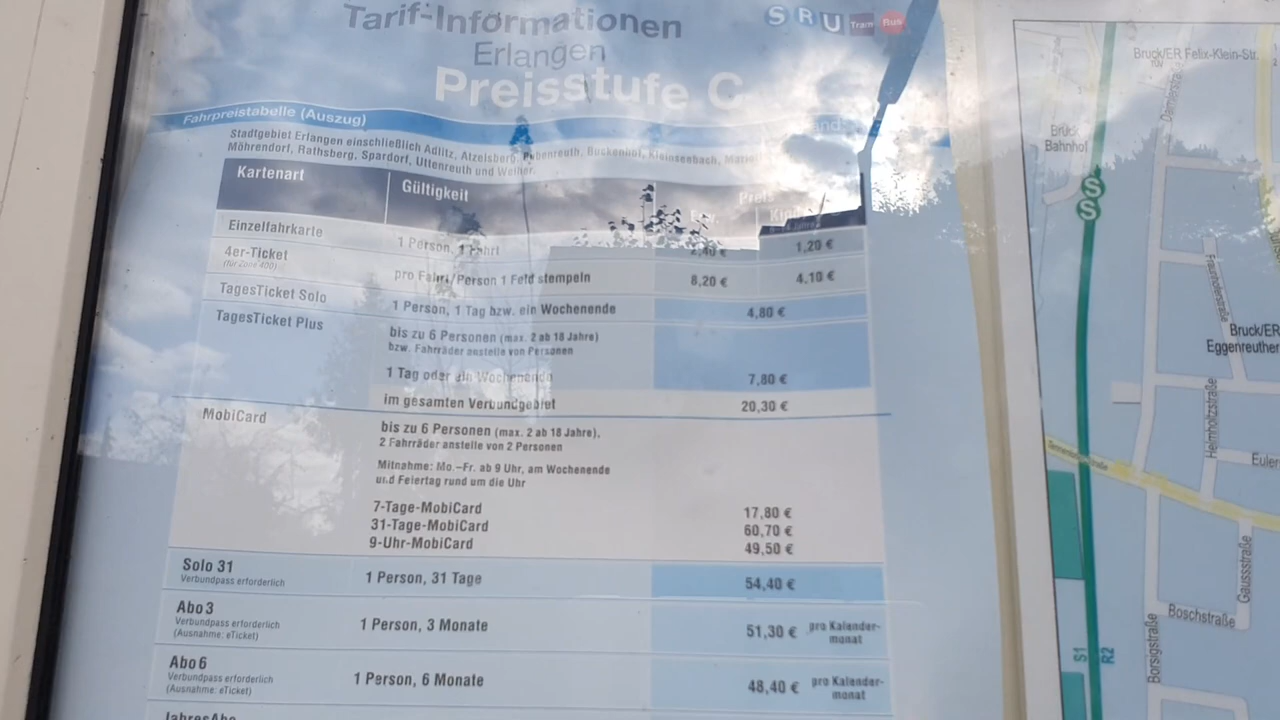 Tarif-Informationen
Erlangen
Preisstufe C
S R U Tram Bus
Fahrpreistabelle (Auszug)
Stadtgebiet Erlangen einschließlich Adlitz, Atzelsberg, Bubenreuth, Buckenhof, Kleinseebach,
Möhrendorf, Rathsberg, Spardorf, Uttenreuth und Weiher.
Kartenart Gültigkeit Preis
Einzelfahrkarte 1 Person, 1 Fahrt 2,40 € 1,20 €
4er-Ticket pro Fahrt/Person 1 Feld stempeln 8,20 € 4,10 €
(für Zone 400)
TagesTicket Solo 1 Person, 1 Tag bzw. ein Wochenende 4,80 €
TagesTicket Plus bis zu 6 Personen (max. 2 ab 18 Jahre)
bzw. Fahrräder anstelle von Personen
1 Tag oder ein Wochenende 7,80 €
im gesamten Verbundgebiet 20,30 €
MobiCard bis zu 6 Personen (max. 2 ab 18 Jahre),
2 Fahrräder anstelle von 2 Personen
Mitnahme: Mo.–Fr. ab 9 Uhr, am Wochenende
und Feiertag rund um die Uhr
7-Tage-MobiCard 17,80 €
31-Tage-MobiCard 60,70 €
9-Uhr-MobiCard 49,50 €
Solo 31 1 Person, 31 Tage 54,40 €
Verbundpass erforderlich
Abo 3 1 Person, 3 Monate 51,30 € pro Kalender-
monat
Verbundpass erforderlich
(Ausnahme: eTicket)
Abo 6 1 Person, 6 Monate 48,40 € pro Kalender-
monat
Verbundpass erforderlich
(Ausnahme: eTicket)
JahresAbo
Bruck/ER Felix-Klein-Str.
Bruck
Bahnhof
S
S
Bruck/ER
Eggenreuther
Helmholtzstraße
Euler
Gaussstraße
Boschstraße
Borsigstraße
S1
R2